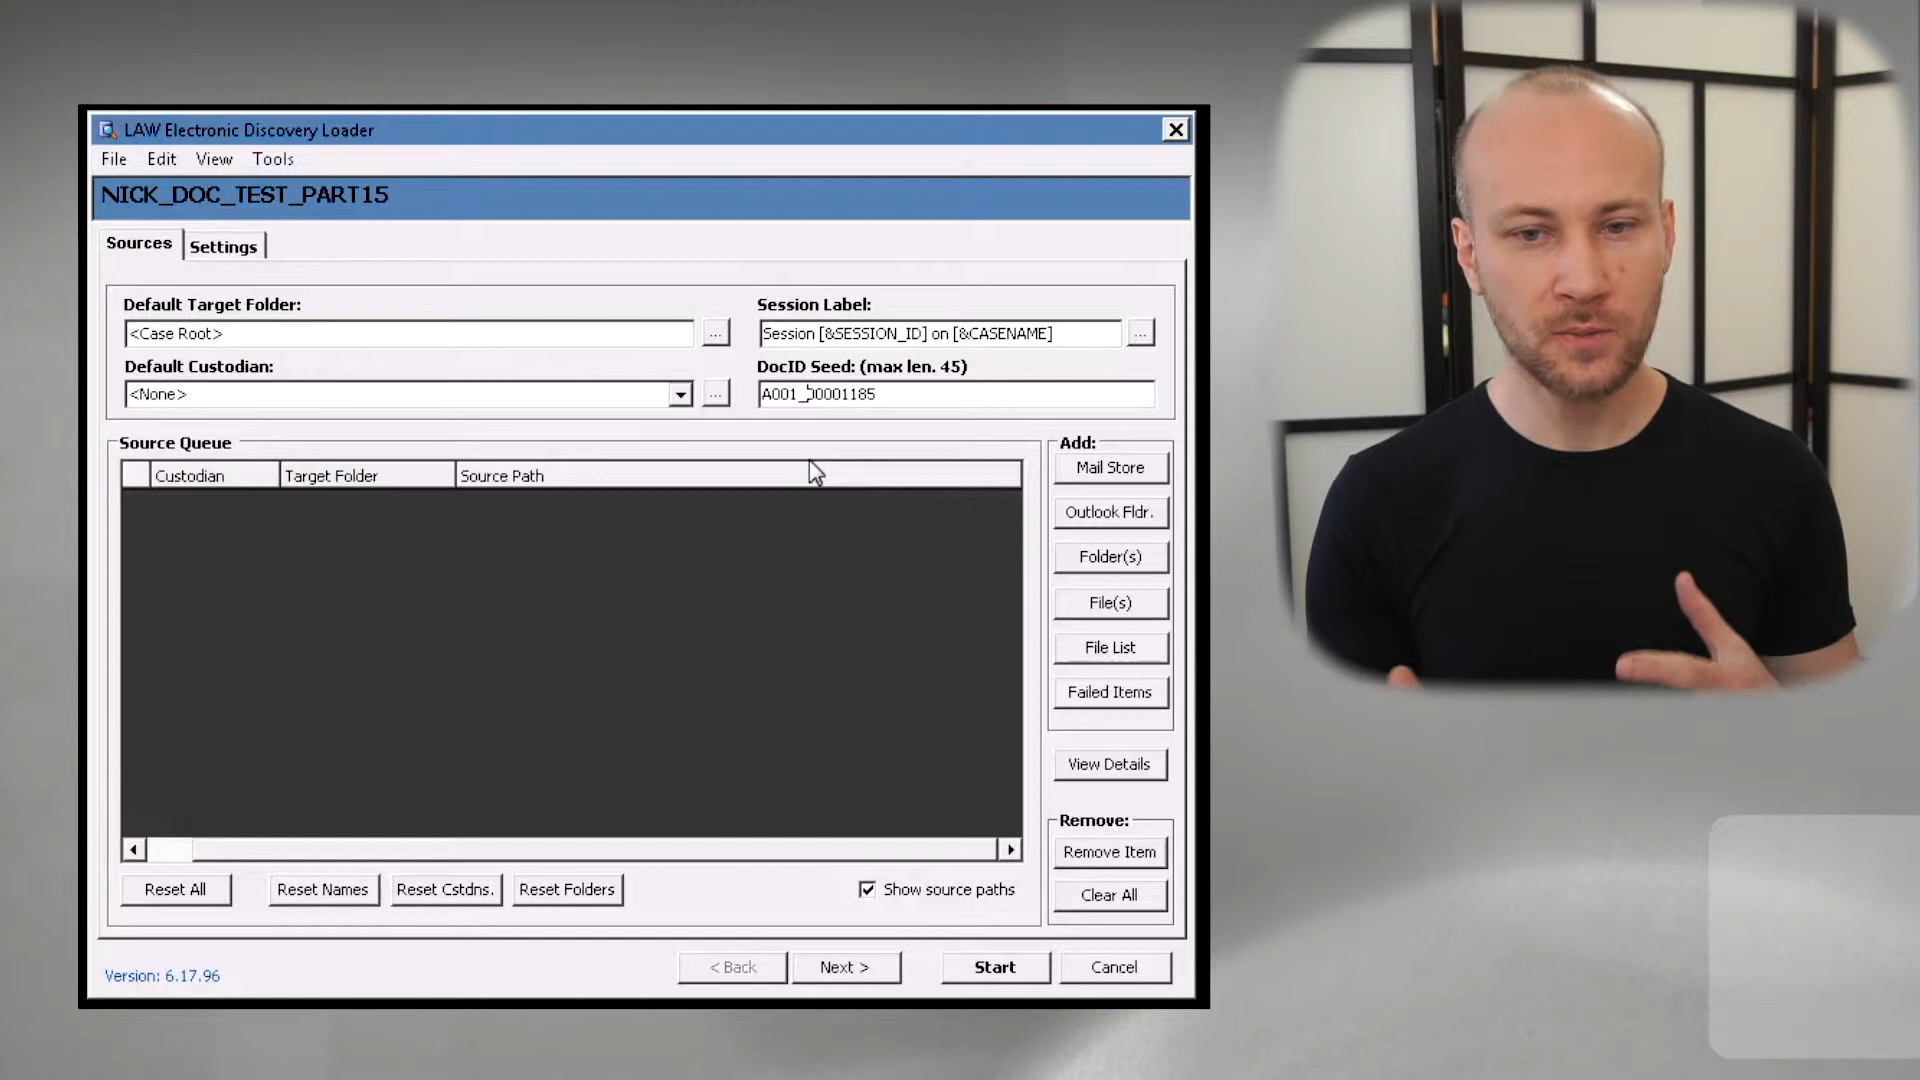 LAW Electronic Discovery Loader
File Edit View Tools
NICK_DOC_TEST_PART15
Sources Settings
Default Target Folder:
<Case Root>
...
Session Label:
Session [&SESSION_ID] on [&CASENAME]
...
Default Custodian:
<None>
...
DocID Seed: (max len. 45)
A001_00001185
Source Queue
Custodian Target Folder Source Path
Add:
Mail Store
Outlook Fldr.
Folder(s)
File(s)
File List
Failed Items
View Details
Remove:
Remove Item
Clear All
Reset All Reset Names Reset Cstdns. Reset Folders Show source paths
Version: 6.17.96
< Back Next > Start Cancel